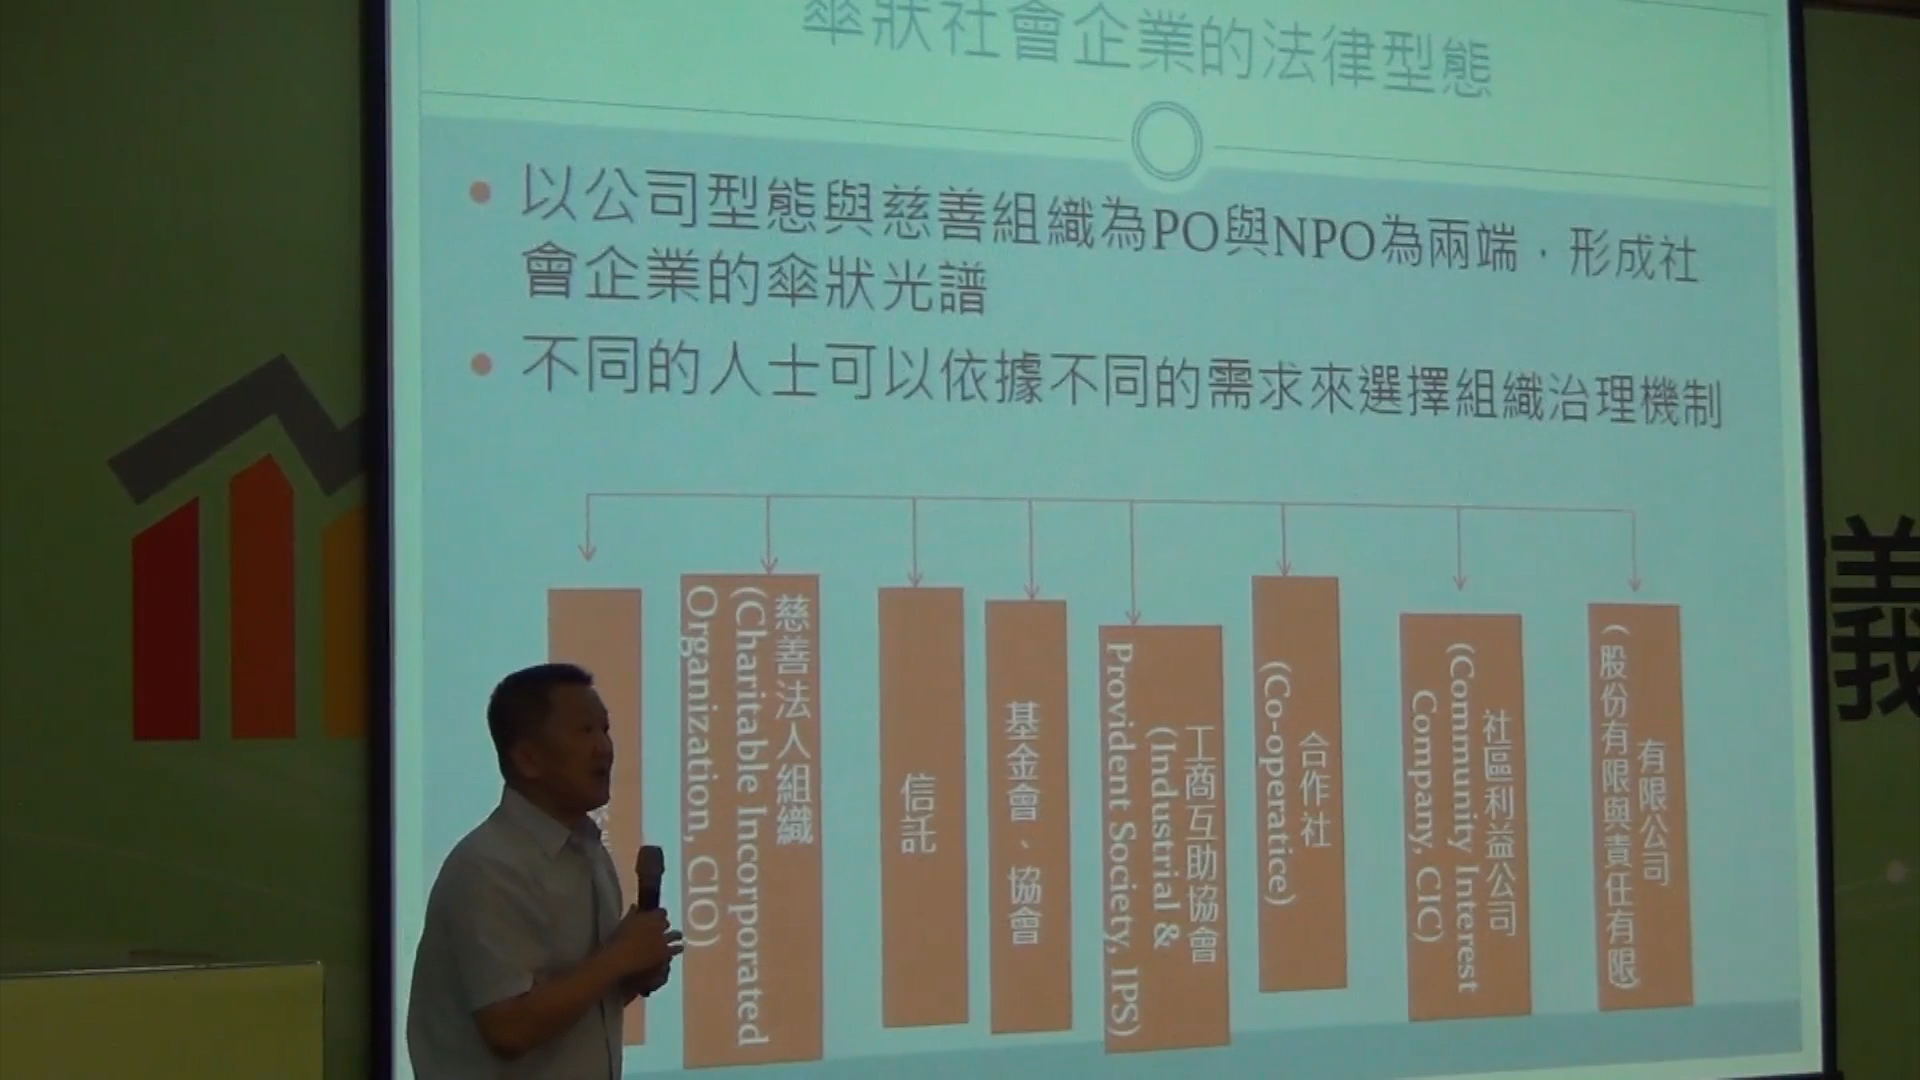 傘狀社會企業的法律型態
以公司型態與慈善組織為PO與NPO為兩端，形成社
會企業的傘狀光譜
不同的人士可以依據不同的需求來選擇組織治理機制
慈善法人組織
(Charitable Incorporated
Organization, CIO)
信託
基金會、協會
工商互助協會
(Industrial &
Provident Society, IPS)
合作社
(Co-operatice)
社區利益公司
(Community Interest
Company, CIC)
有限公司
(股份有限與責任有限)
義